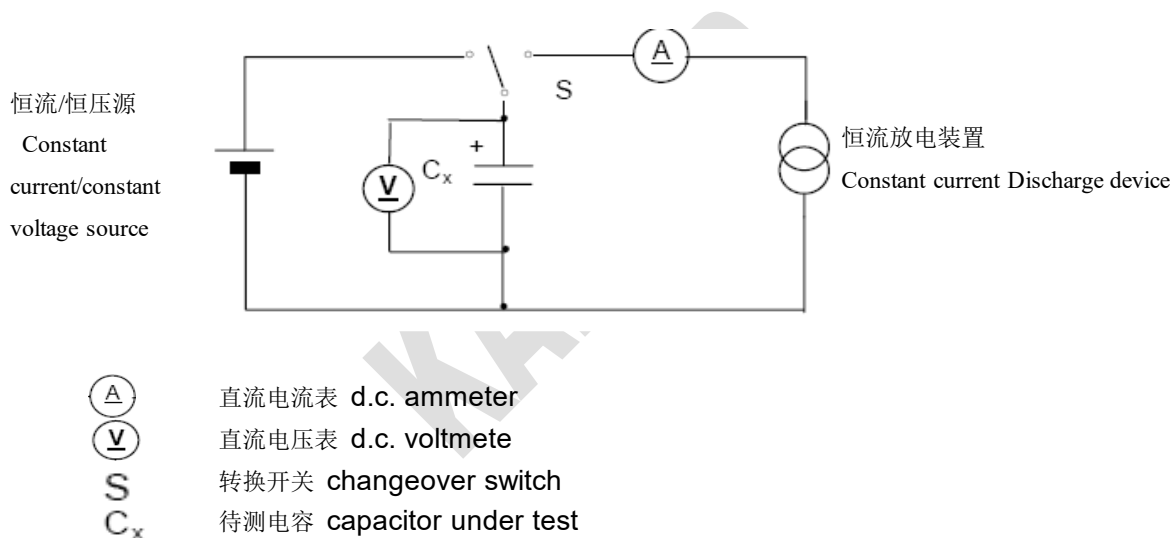 恒流/恒压源
Constant
current/constant
voltage source
A
S
+
V
Cx
恒流放电装置
Constant current Discharge device
A 直流电流表 d.c. ammeter
V 直流电压表 d.c. voltmete
S 转换开关 changeover switch
Cx 待测电容 capacitor under test